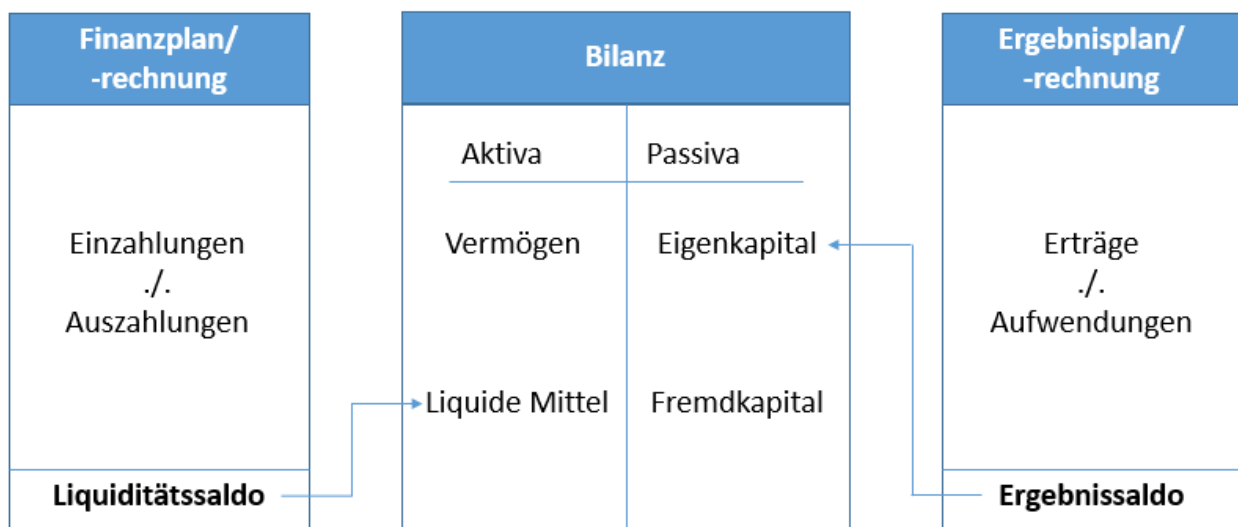 Finanzplan/
-rechnung
Einzahlungen
./.
Auszahlungen
Liquiditätssaldo
Bilanz
Aktiva
Passiva
Vermögen
Eigenkapital
Liquide Mittel
Fremdkapital
Ergebnisplan/
-rechnung
Erträge
./.
Aufwendungen
Ergebnissaldo